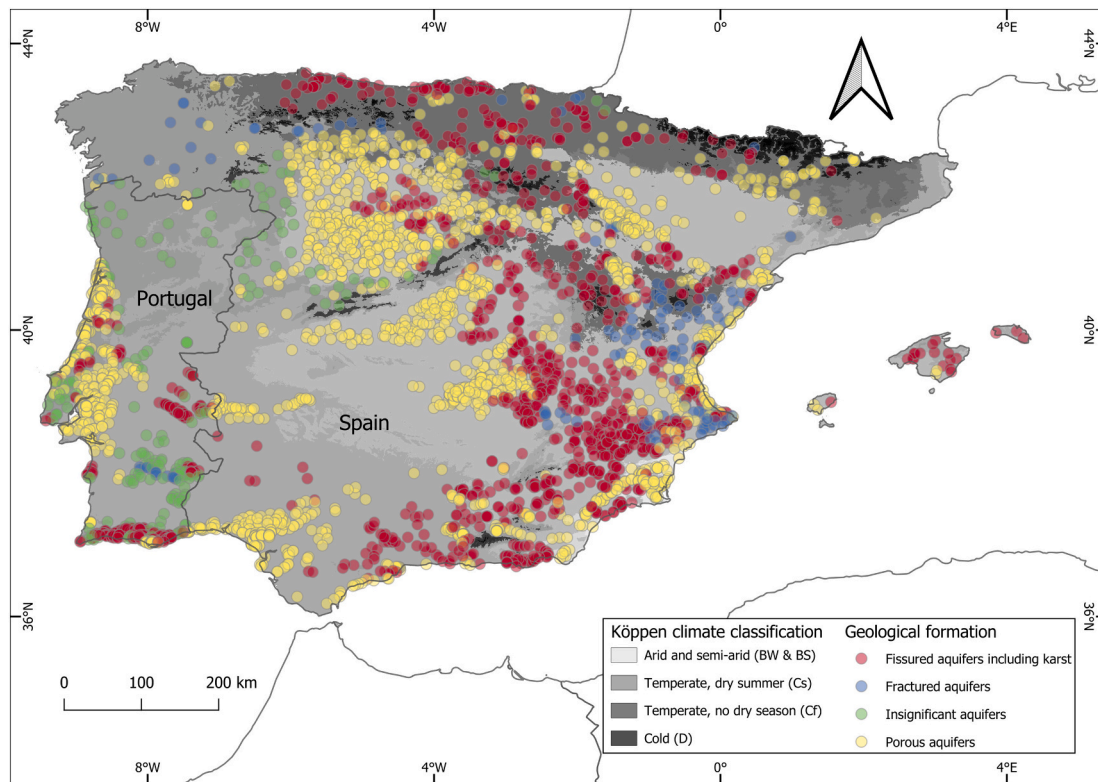 8°W 4°W 0° 4°E
44°N 44°N
Portugal
40°N 40°N
Spain
36°N 36°N
Köppen climate classification
Arid and semi-arid (BW & BS)
Temperate, dry summer (Cs)
Temperate, no dry season (Cf)
Cold (D)
Geological formation
Fissured aquifers including karst
Fractured aquifers
Insignificant aquifers
Porous aquifers
0 100 200 km
8°W 4°W 0° 4°E